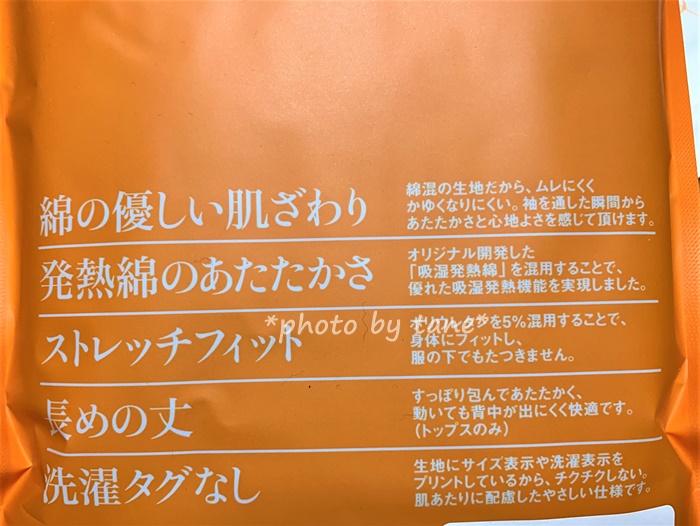 綿の優しい肌ざわり
綿混の生地だから、ムレにくく
かゆくなりにくい。袖を通した瞬間から
あたたかさと心地よさを感じて頂けます。
発熱綿のあたたかさ
オリジナル開発した
「吸湿発熱綿」を混用することで、
優れた吸湿発熱機能を実現しました。
*photo by tane*
ストレッチフィット
ポリウレタンを5%混用することで、
身体にフィットし、
服の下でもたつきません。
長めの丈
すっぽり包んであたたかく、
動いても背中が出にくく快適です。
(トップスのみ)
洗濯タグなし
生地にサイズ表示や洗濯表示を
プリントしているから、チクチクしない。
肌あたりに配慮したやさしい仕様です。